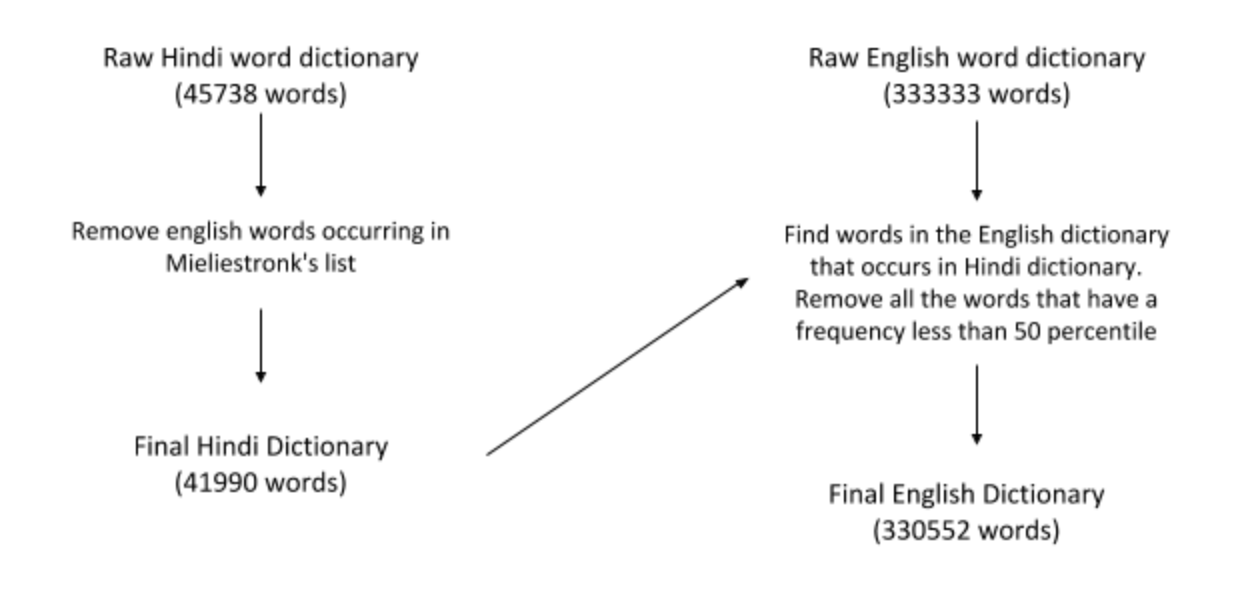 Raw Hindi word dictionary
(45738 words)
Remove english words occurring in
Mieliestronk's list
Final Hindi Dictionary
(41990 words)
Raw English word dictionary
(333333 words)
Find words in the English dictionary
that occurs in Hindi dictionary.
Remove all the words that have a
frequency less than 50 percentile
Final English Dictionary
(330552 words)